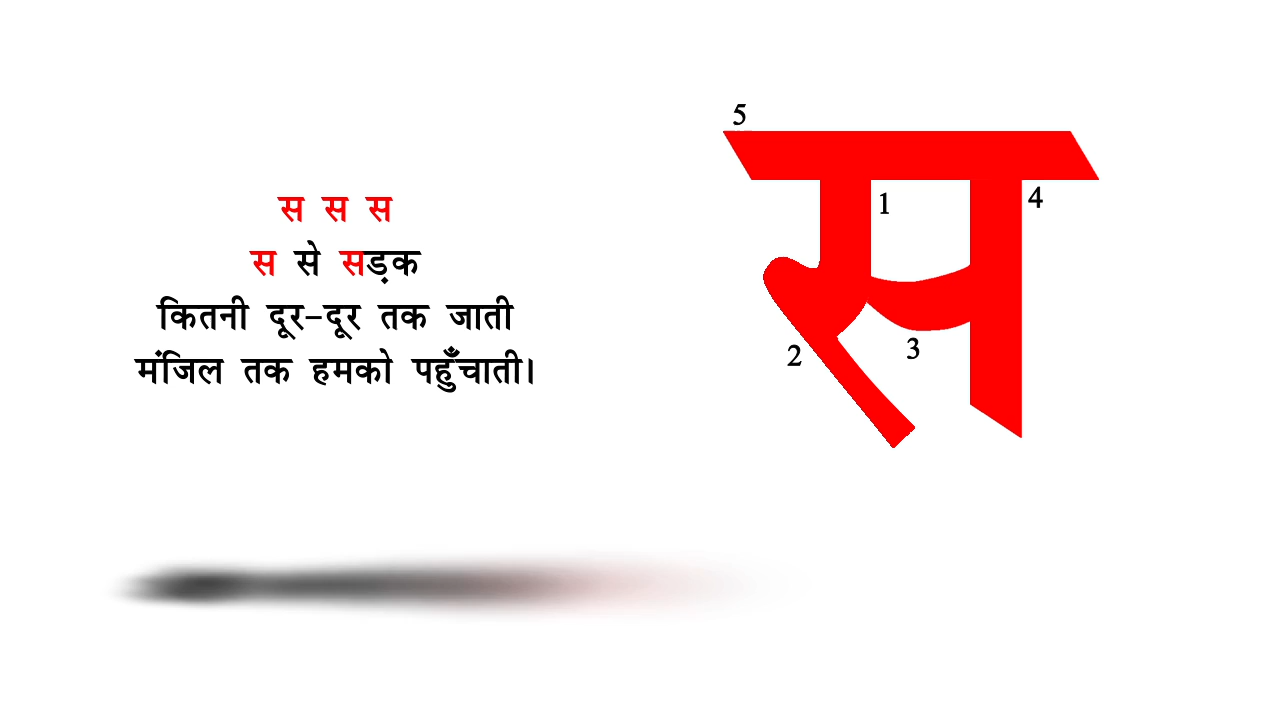 स स स
स से सड़क
कितनी दूर-दूर तक जाती
मंजिल तक हमको पहुँचाती।
5
स
1
4
2
3